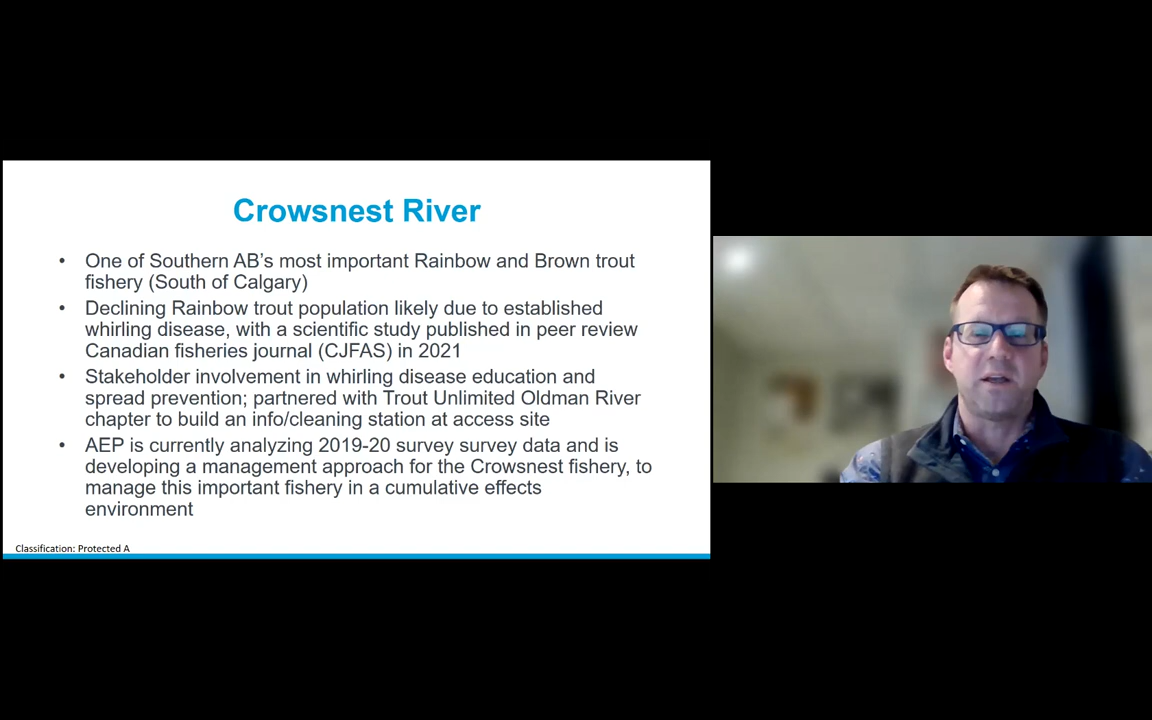 Crowsnest River
• One of Southern AB's most important Rainbow and Brown trout
fishery (South of Calgary)
• Declining Rainbow trout population likely due to established
whirling disease, with a scientific study published in peer review
Canadian fisheries journal (CJFAS) in 2021
• Stakeholder involvement in whirling disease education and
spread prevention; partnered with Trout Unlimited Oldman River
chapter to build an info/cleaning station at access site
• AEP is currently analyzing 2019-20 survey survey data and is
developing a management approach for the Crowsnest fishery, to
manage this important fishery in a cumulative effects
environment
Classification: Protected A